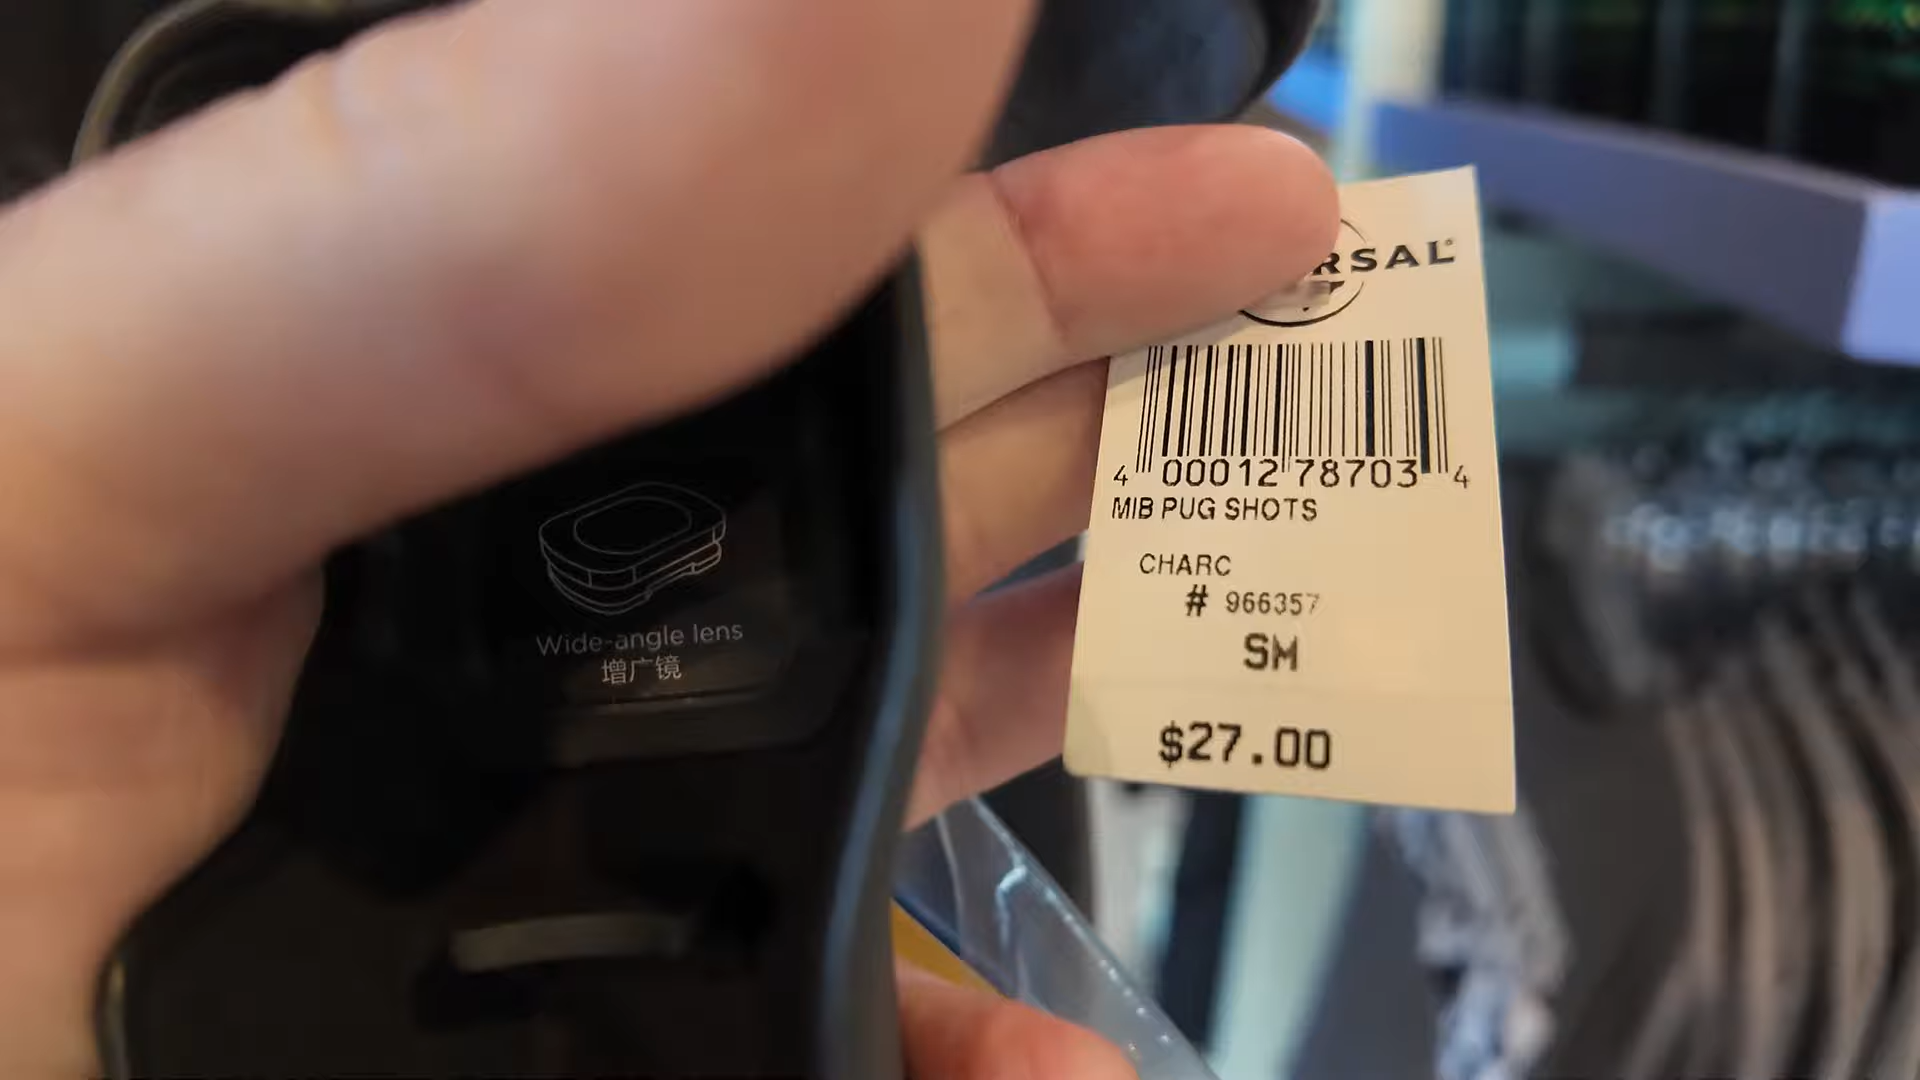 Wide-angle lens
增广镜
RSAL
4 00012 78703 4
MIB PUG SHOTS
CHARC
# 966357
SM
$27.00